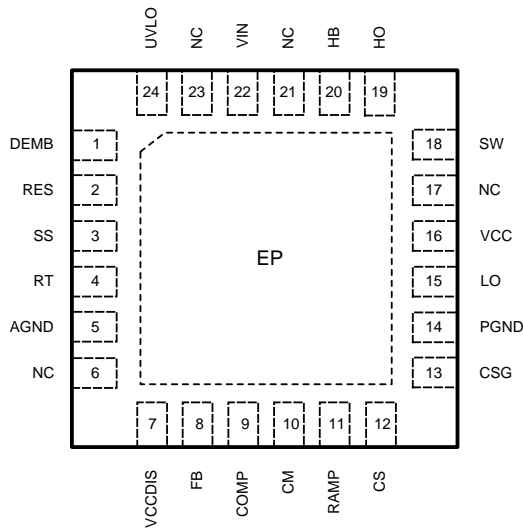 UVLO NC VIN NC HB HO
24 23 22 21 20 19
DEMB 1 18 SW
RES 2 17 NC
SS 3 16 VCC
EP
RT 4 15 LO
AGND 5 14 PGND
NC 6 13 CSG
7 8 9 10 11 12
VCCDIS FB COMP CM RAMP CS